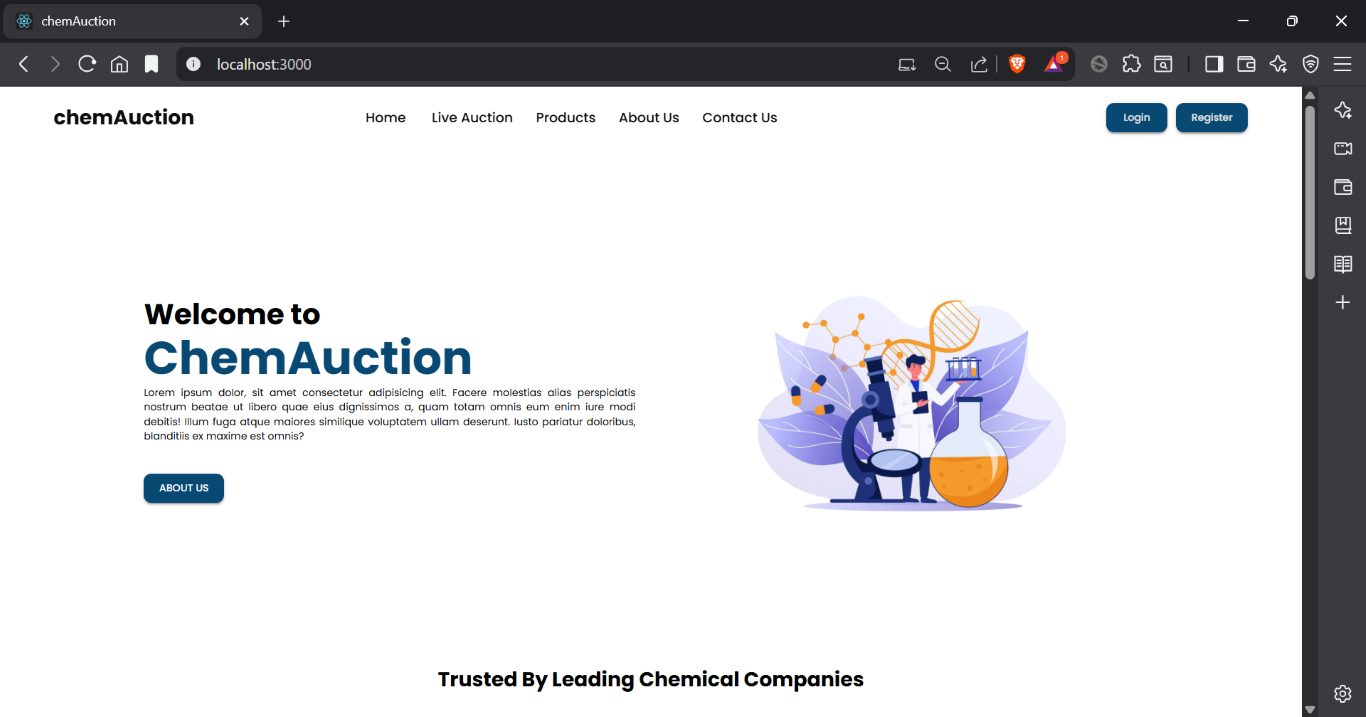 chemAuction
localhost:3000
1
chemAuction
Home Live Auction Products About Us Contact Us
Login Register
Welcome to
ChemAuction
Lorem ipsum dolor, sit amet consectetur adipisicing elit. Facere molestias alias perspiciatis
nostrum beatae ut libero quae eius dignissimos a, quam totam omnis eum enim iure modi
debitis! Illum fuga atque maiores similique voluptatem ullam deserunt. Iusto pariatur doloribus,
blanditiis ex maxime est omnis?
ABOUT US
Trusted By Leading Chemical Companies